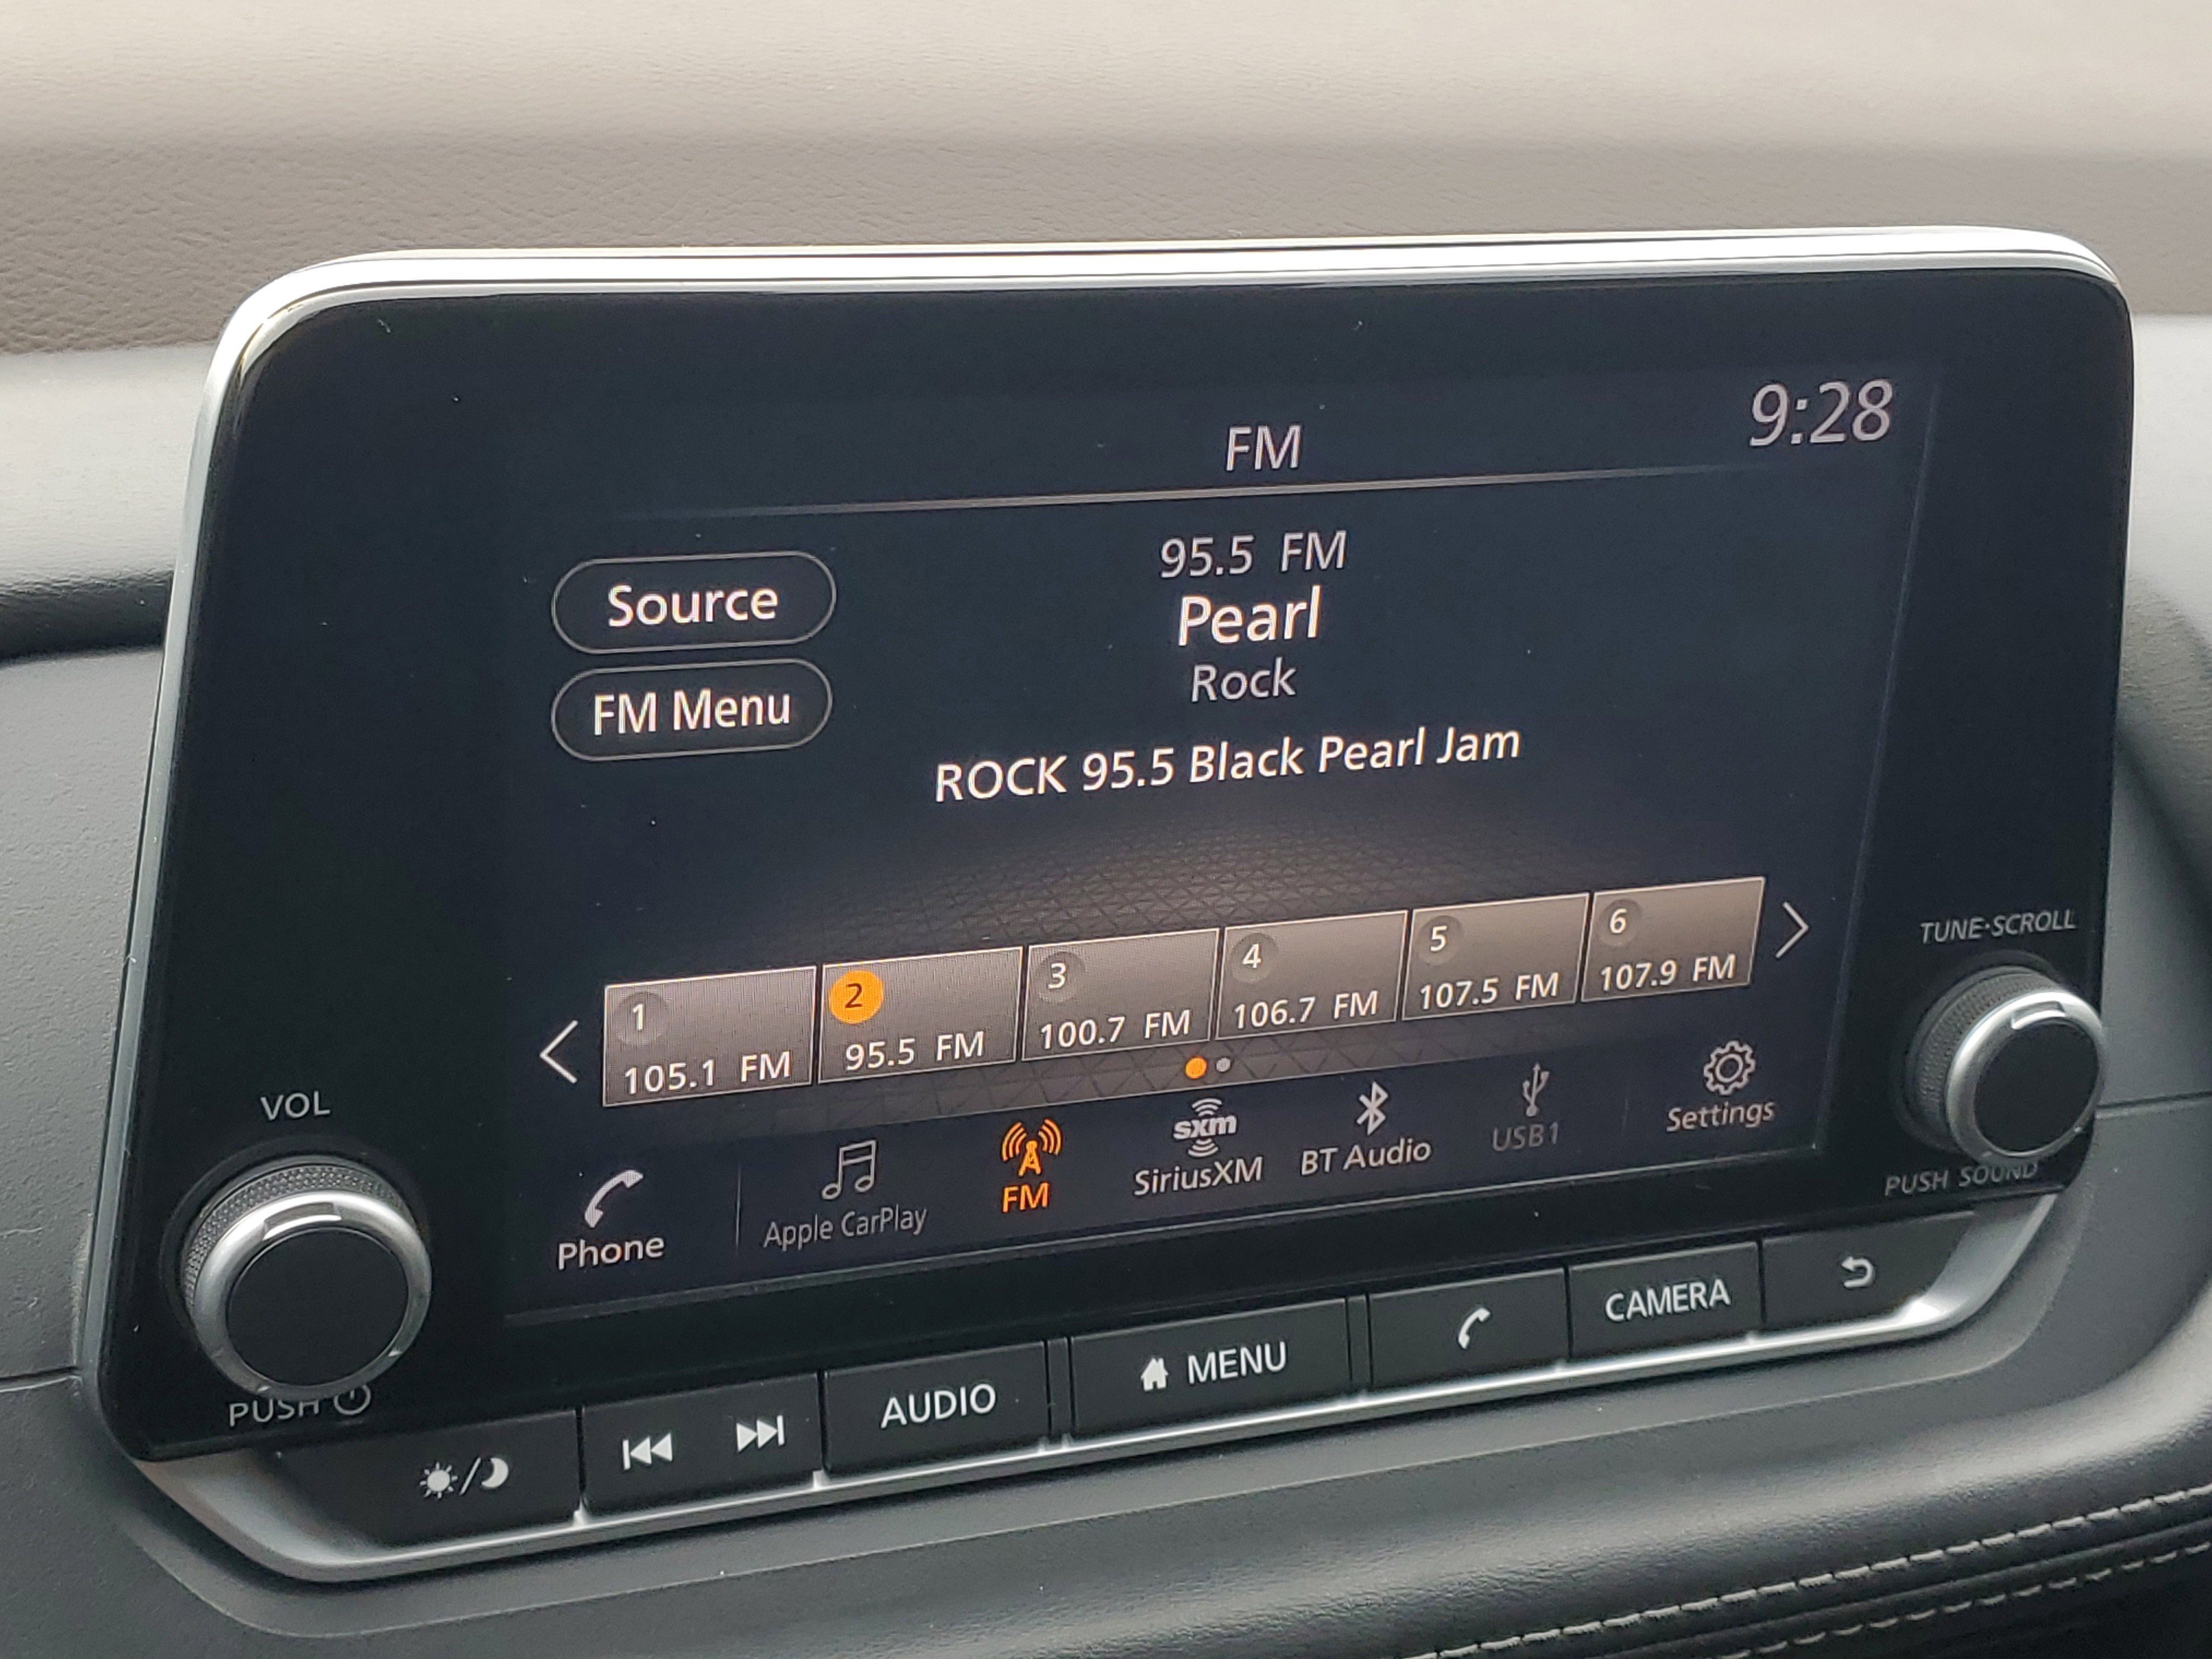 9:28
FM
95.5 FM
Source
Pearl
Rock
FM Menu
ROCK 95.5 Black Pearl Jam
TUNE·SCROLL
1 2 3 4 5 6
105.1 FM 95.5 FM 100.7 FM 106.7 FM 107.5 FM 107.9 FM
VOL
sxm
Phone Apple CarPlay FM SiriusXM BT Audio USB1 Settings
PUSH SOUND
PUSH
AUDIO MENU CAMERA